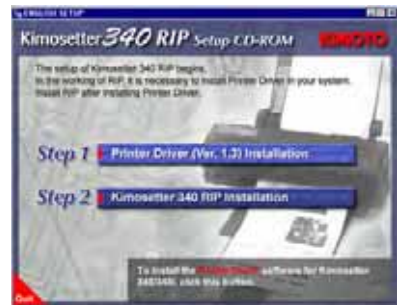 ENGLISH SETUP
Kimosetter 340 RIP Setup CD-ROM
KIMOTO
The setup of Kimosetter 340 RIP begins.
In the working of RIP, it is necessary to install Printer Driver in your system.
Install RIP after installing Printer Driver.
Step 1 Printer Driver (Ver. 1.3) Installation
Step 2 Kimosetter 340 RIP Installation
To install the software for Kimosetter
click this button.
Quit